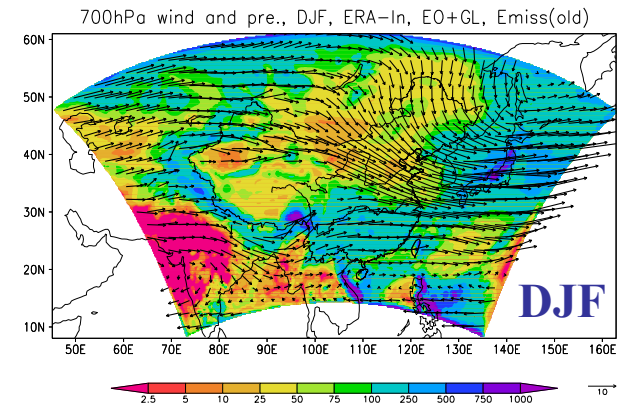 700hPa wind and pre., DJF, ERA-In, EO+GL, Emiss(old)
60N
50N
40N
30N
20N
10N
DJF
50E 60E 70E 80E 90E 100E 110E 120E 130E 140E 150E 160E
2.5 5 10 25 50 75 100 250 500 750 1000
10